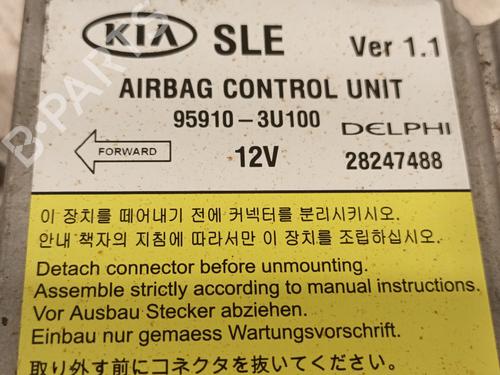 KIA SLE Ver 1.1
AIRBAG CONTROL UNIT
95910-3U100 DELPHI
FORWARD 12V 28247488
이 장치를 떼어내기 전에 커넥터를 분리시키시오.
안내 책자의 지침에 따라서만 이 장치를 조립하십시오.
Detach connector before unmounting.
Assemble strictly according to manual instructions.
Vor Ausbau Stecker abziehen.
Einbau nur gemaess Wartungsvorschrift.
取り外す前にコネクタを抜いてください。
B-PARTS